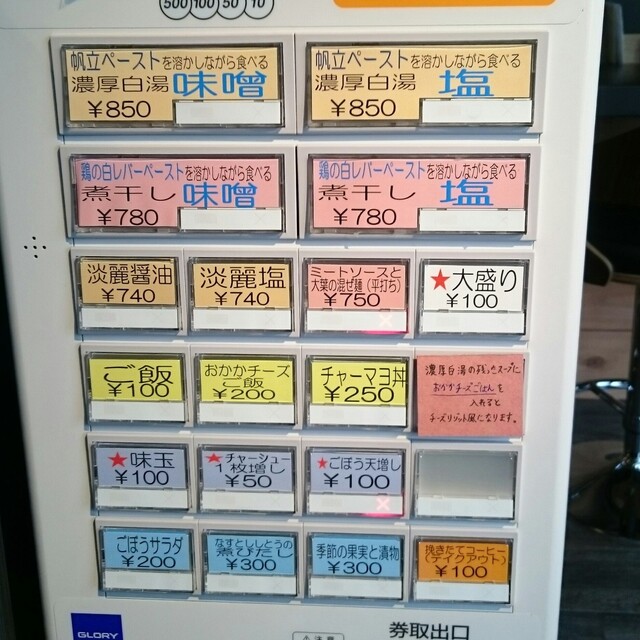 500 100 50 10
帆立ペーストを溶かしながら食べる
濃厚白湯味噌
¥850
帆立ペーストを溶かしながら食べる
濃厚白湯 塩
¥850
鶏の白レバーペーストを溶かしながら食べる
煮干し味噌
¥780
鶏の白レバーペーストを溶かしながら食べる
煮干し 塩
¥780
淡麗醤油
¥740
淡麗塩
¥740
ミートソースと
大葉の混ぜ麺(平打ち)
¥750
★大盛り
¥100
ご飯
¥100
おかかチーズ
ご飯
¥200
チャーマヨ丼
¥250
濃厚白湯の残ったスープに
おかかチーズごはんを
入れると
チーズリゾット風になります。
★味玉
¥100
★チャーシュー
1枚増し
¥50
★ごぼう天増し
¥100
ごぼうサラダ
¥200
なすとししとうの
煮びたし
¥300
季節の果実と漬物
¥300
挽きたてコーヒー
(テイクアウト)
¥100
GLORY
小注意
券取出口